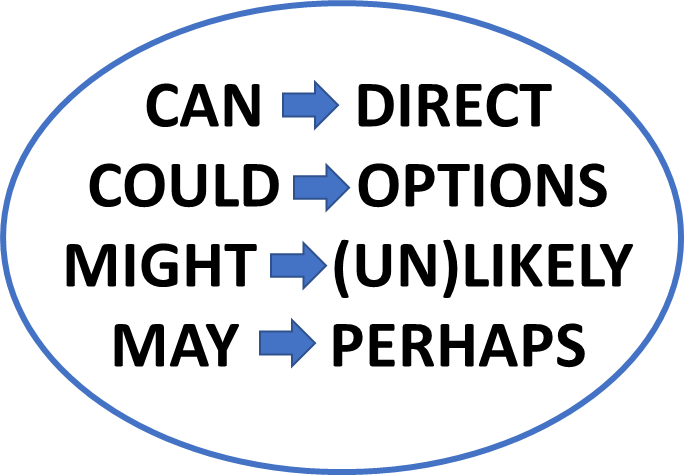 CAN DIRECT
COULD OPTIONS
MIGHT (UN)LIKELY
MAY PERHAPS